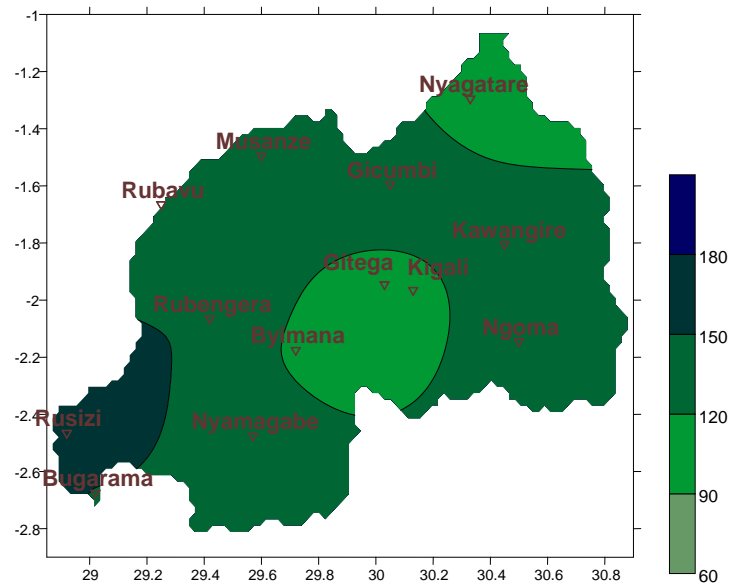 -1
-1.2
Nyagatare
-1.4
Musanze
Gicumbi
-1.6
Rubavu
Kawangire
-1.8
Gitega
Kigali
-2
Rubengera
Byimana
Ngoma
-2.2
-2.4
Rusizi
Nyamagabe
-2.6
Bugarama
-2.8
29 29.2 29.4 29.6 29.8 30 30.2 30.4 30.6 30.8
180
150
120
90
60